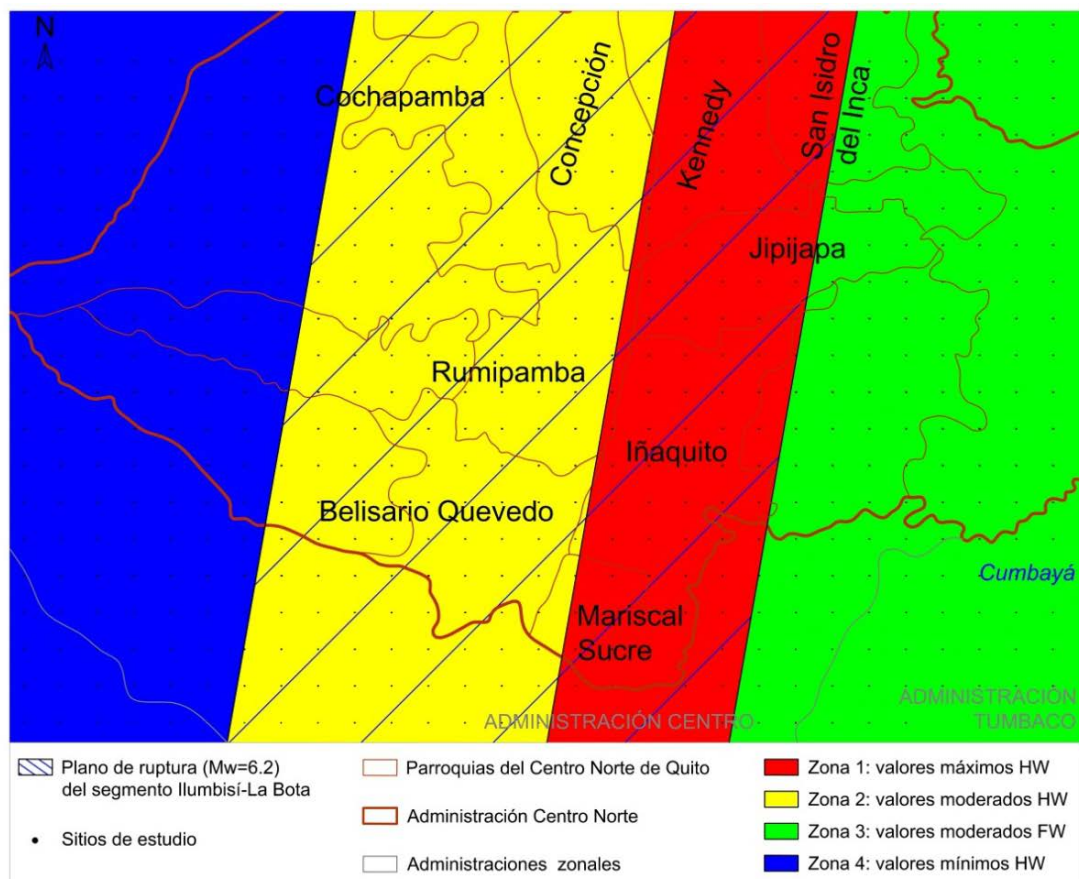 N
Cochapamba
Concepción
Kennedy
San Isidro
del Inca
Jipijapa
Rumipamba
Iñaquito
Belisario Quevedo
Cumbayá
Mariscal
Sucre
ADMINISTRACIÓN CENTRO
ADMINISTRACIÓN
TUMBACO
Plano de ruptura (Mw=6.2)
del segmento Ilumbisí-La Bota
Sitios de estudio
Parroquias del Centro Norte de Quito
Administración Centro Norte
Administraciones zonales
Zona 1: valores máximos HW
Zona 2: valores moderados HW
Zona 3: valores moderados FW
Zona 4: valores mínimos HW